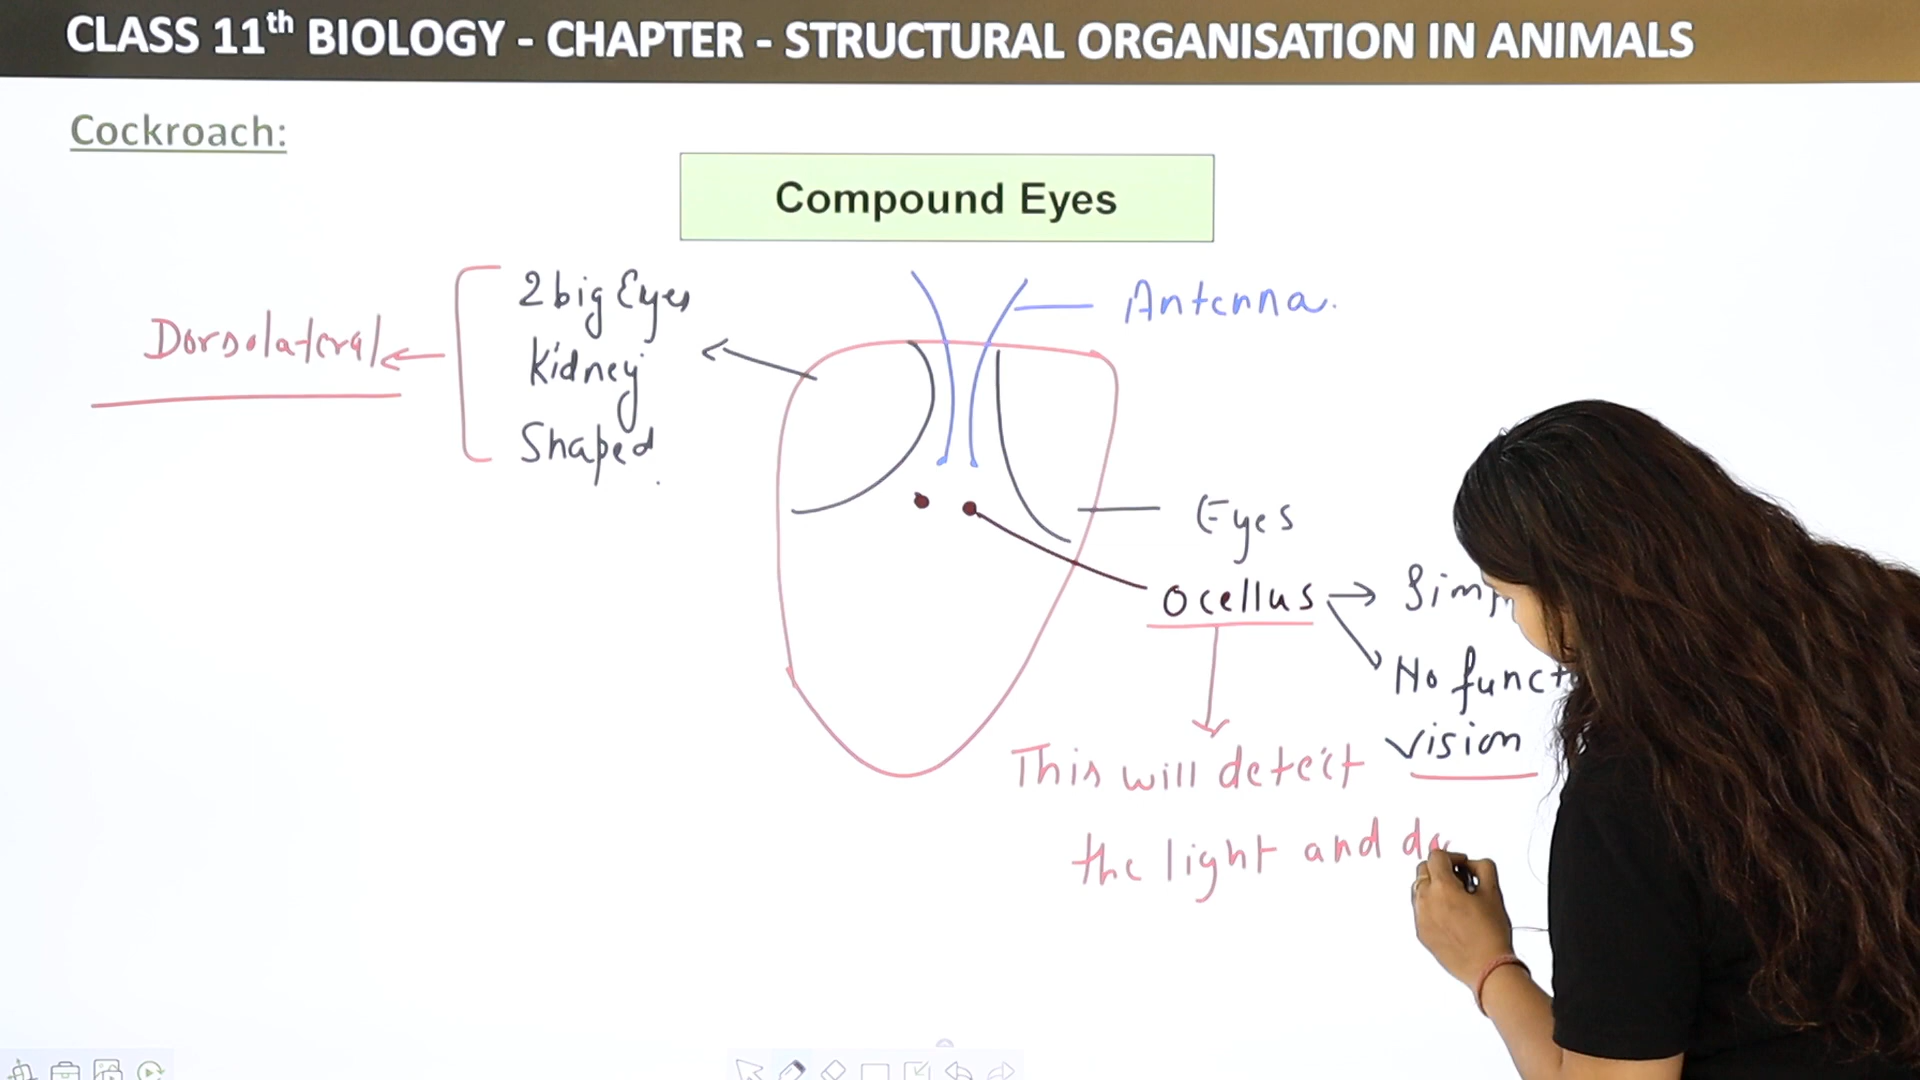 CLASS 11th BIOLOGY - CHAPTER - STRUCTURAL ORGANISATION IN ANIMALS
Cockroach:
Compound Eyes
2 big Eyes
Kidney
Shaped.
Dorsolateral
Antenna.
Eyes
Ocellus
No
vision
This will detect
the light and